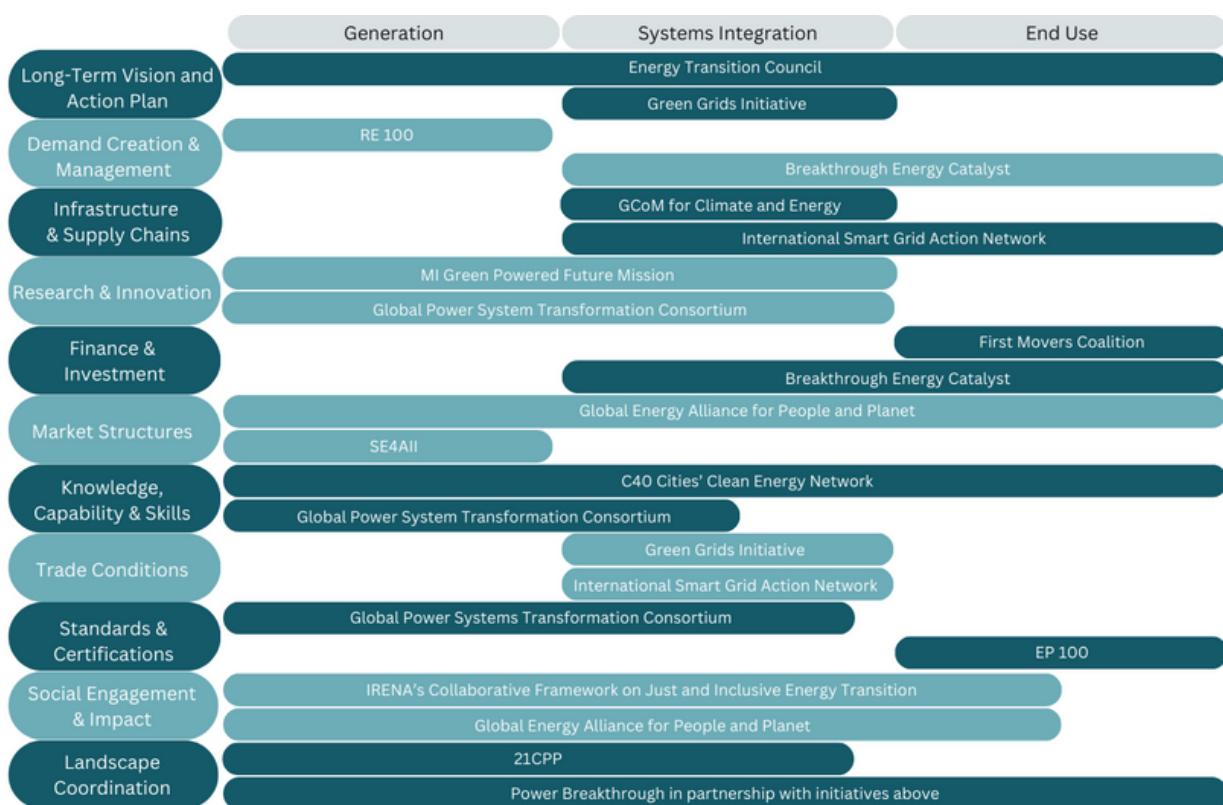 Generation Systems Integration End Use
Long-Term Vision and
Action Plan
Energy Transition Council
Green Grids Initiative
Demand Creation &
Management
RE 100
Breakthrough Energy Catalyst
Infrastructure
& Supply Chains
GCoM for Climate and Energy
International Smart Grid Action Network
Research & Innovation
MI Green Powered Future Mission
Global Power System Transformation Consortium
Finance &
Investment
First Movers Coalition
Breakthrough Energy Catalyst
Market Structures
Global Energy Alliance for People and Planet
SE4All
Knowledge,
Capability & Skills
C40 Cities' Clean Energy Network
Global Power System Transformation Consortium
Trade Conditions
Green Grids Initiative
International Smart Grid Action Network
Standards &
Certifications
Global Power Systems Transformation Consortium
EP 100
Social Engagement
& Impact
IRENA's Collaborative Framework on Just and Inclusive Energy Transition
Global Energy Alliance for People and Planet
Landscape
Coordination
21CPP
Power Breakthrough in partnership with initiatives above